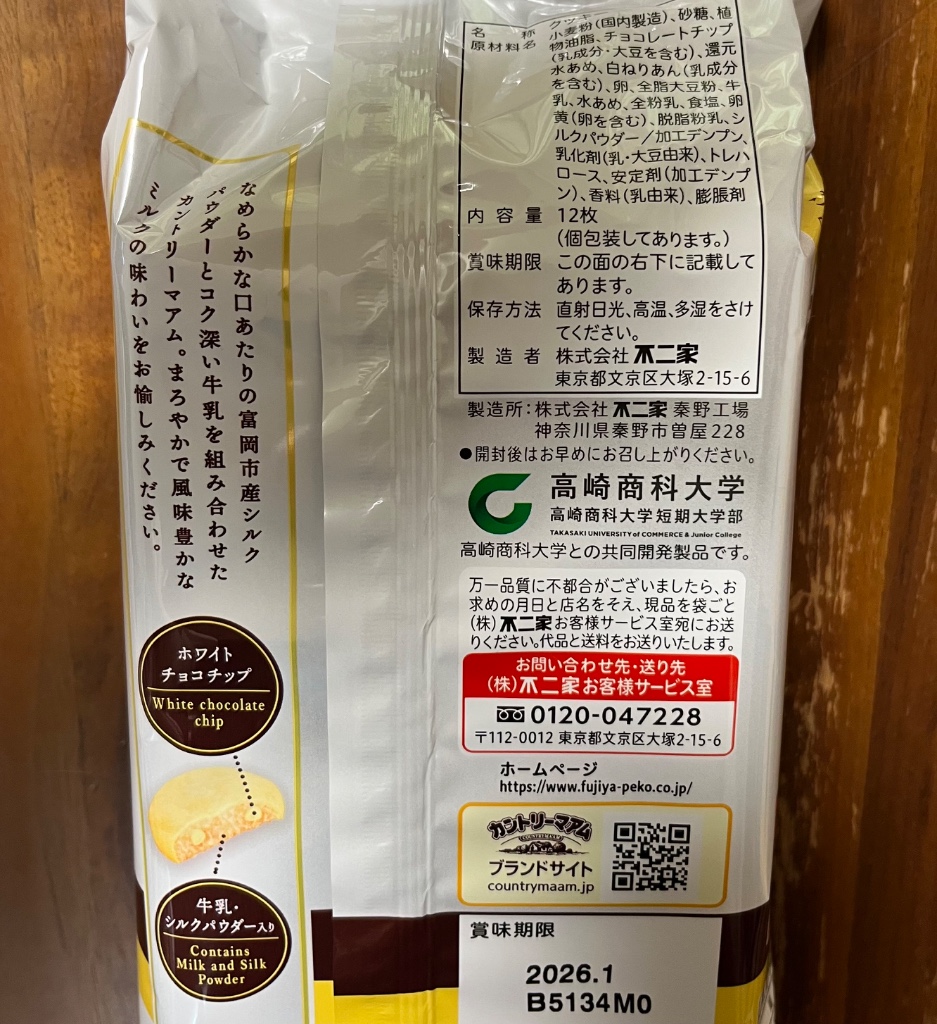 なめらかな口あたりの富岡市産シルク
パウダーとコク深い牛乳を組み合わせた
カントリーマアム。まろやかで風味豊かな
ミルクの味わいをお愉しみください。
ホワイト
チョコチップ
White chocolate
chip
牛乳・
シルクパウダー入り
Contains
Milk and Silk
Powder
名称 クッキー
原材料名 小麦粉(国内製造)、砂糖、植
物油脂、チョコレートチップ
(乳成分・大豆を含む)、還元
水あめ、白ねりあん(乳成分
を含む)、卵、全脂大豆粉、牛
乳、水あめ、全粉乳、食塩、卵
黄(卵を含む)、脱脂粉乳、シ
ルクパウダー/加工デンプン、
乳化剤(乳・大豆由来)、トレハ
ロース、安定剤(加工デンプ
ン)、香料(乳由来)、膨脹剤
内容量 12枚
(個包装してあります。)
賞味期限 この面の右下に記載して
あります。
保存方法 直射日光、高温、多湿をさけ
てください。
製造者 株式会社 不二家
東京都文京区大塚2-15-6
製造所:株式会社 不二家 秦野工場
神奈川県秦野市曽屋228
●開封後はお早めにお召し上がりください。
高崎商科大学
高崎商科大学短期大学部
TAKASAKI UNIVERSITY of COMMERCE & Junior College
高崎商科大学との共同開発製品です。
万一品質に不都合がございましたら、お
求めの月日と店名をそえ、現品を袋ごと
(株)不二家お客様サービス室宛にお送
りください。代品と送料をお送りいたします。
お問い合わせ先・送り先
(株)不二家お客様サービス室
0120-047228
〒112-0012 東京都文京区大塚2-15-6
ホームページ
https://www.fujiya-peko.co.jp/
カントリーマアム
COUNTRY MAAM
ブランドサイト
countrymaam.jp
賞味期限
2026.1
B5134M0